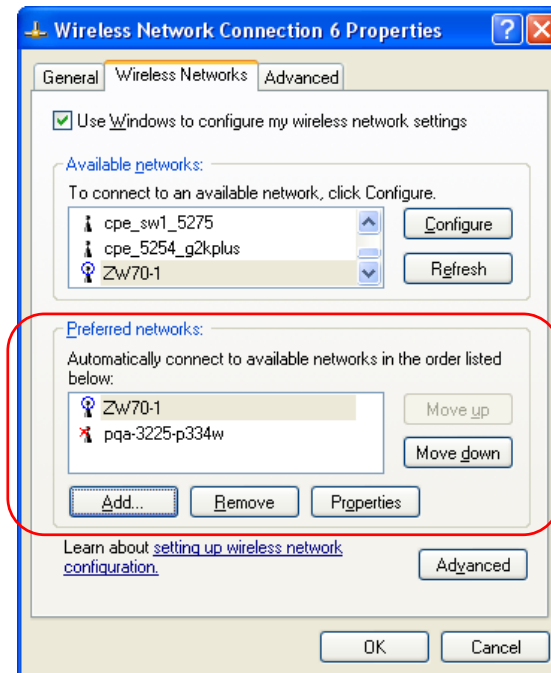 Wireless Network Connection 6 Properties
General Wireless Networks Advanced
Use Windows to configure my wireless network settings
Available networks:
To connect to an available network, click Configure.
cpe_sw1_5275
cpe_5254_g2kplus
ZW70-1
Configure
Refresh
Preferred networks:
Automatically connect to available networks in the order listed
below:
ZW70-1
pqa-3225-p334w
Move up
Move down
Add... Remove Properties
Learn about setting up wireless network
configuration.
Advanced
OK Cancel